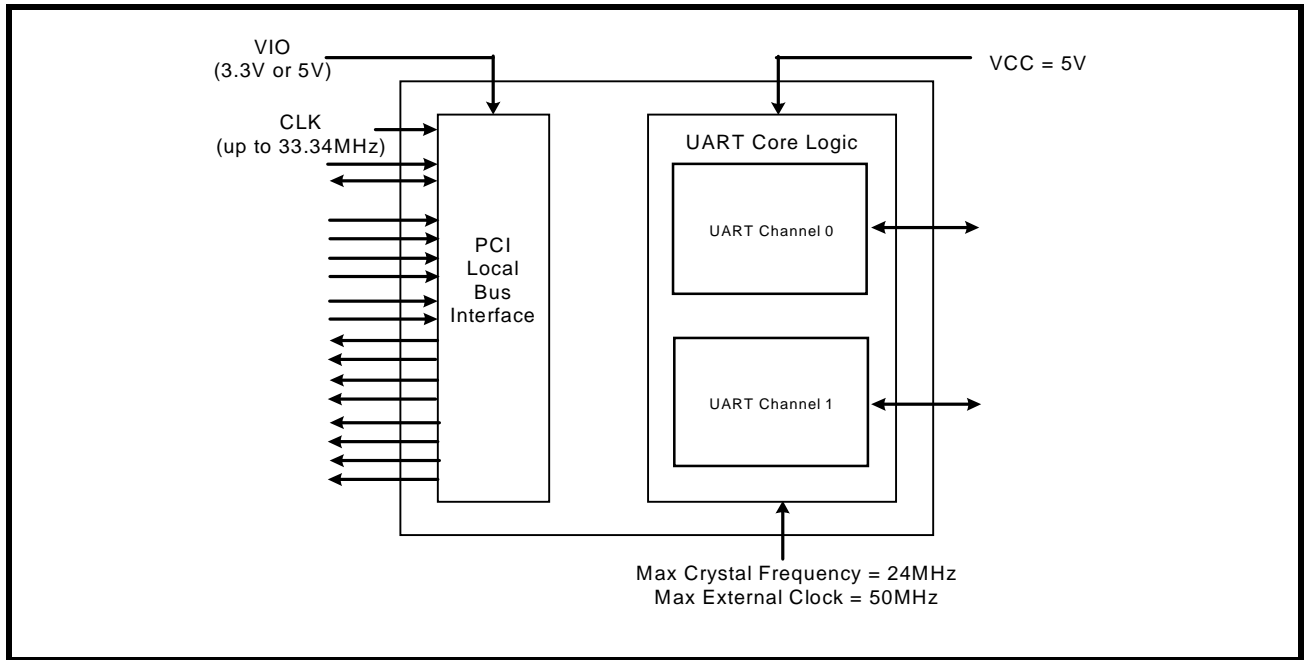 VIO
(3.3V or 5V)
VCC = 5V
CLK
(up to 33.34MHz)
UART Core Logic
UART Channel 0
PCI
Local
Bus
Interface
UART Channel 1
Max Crystal Frequency = 24MHz
Max External Clock = 50MHz